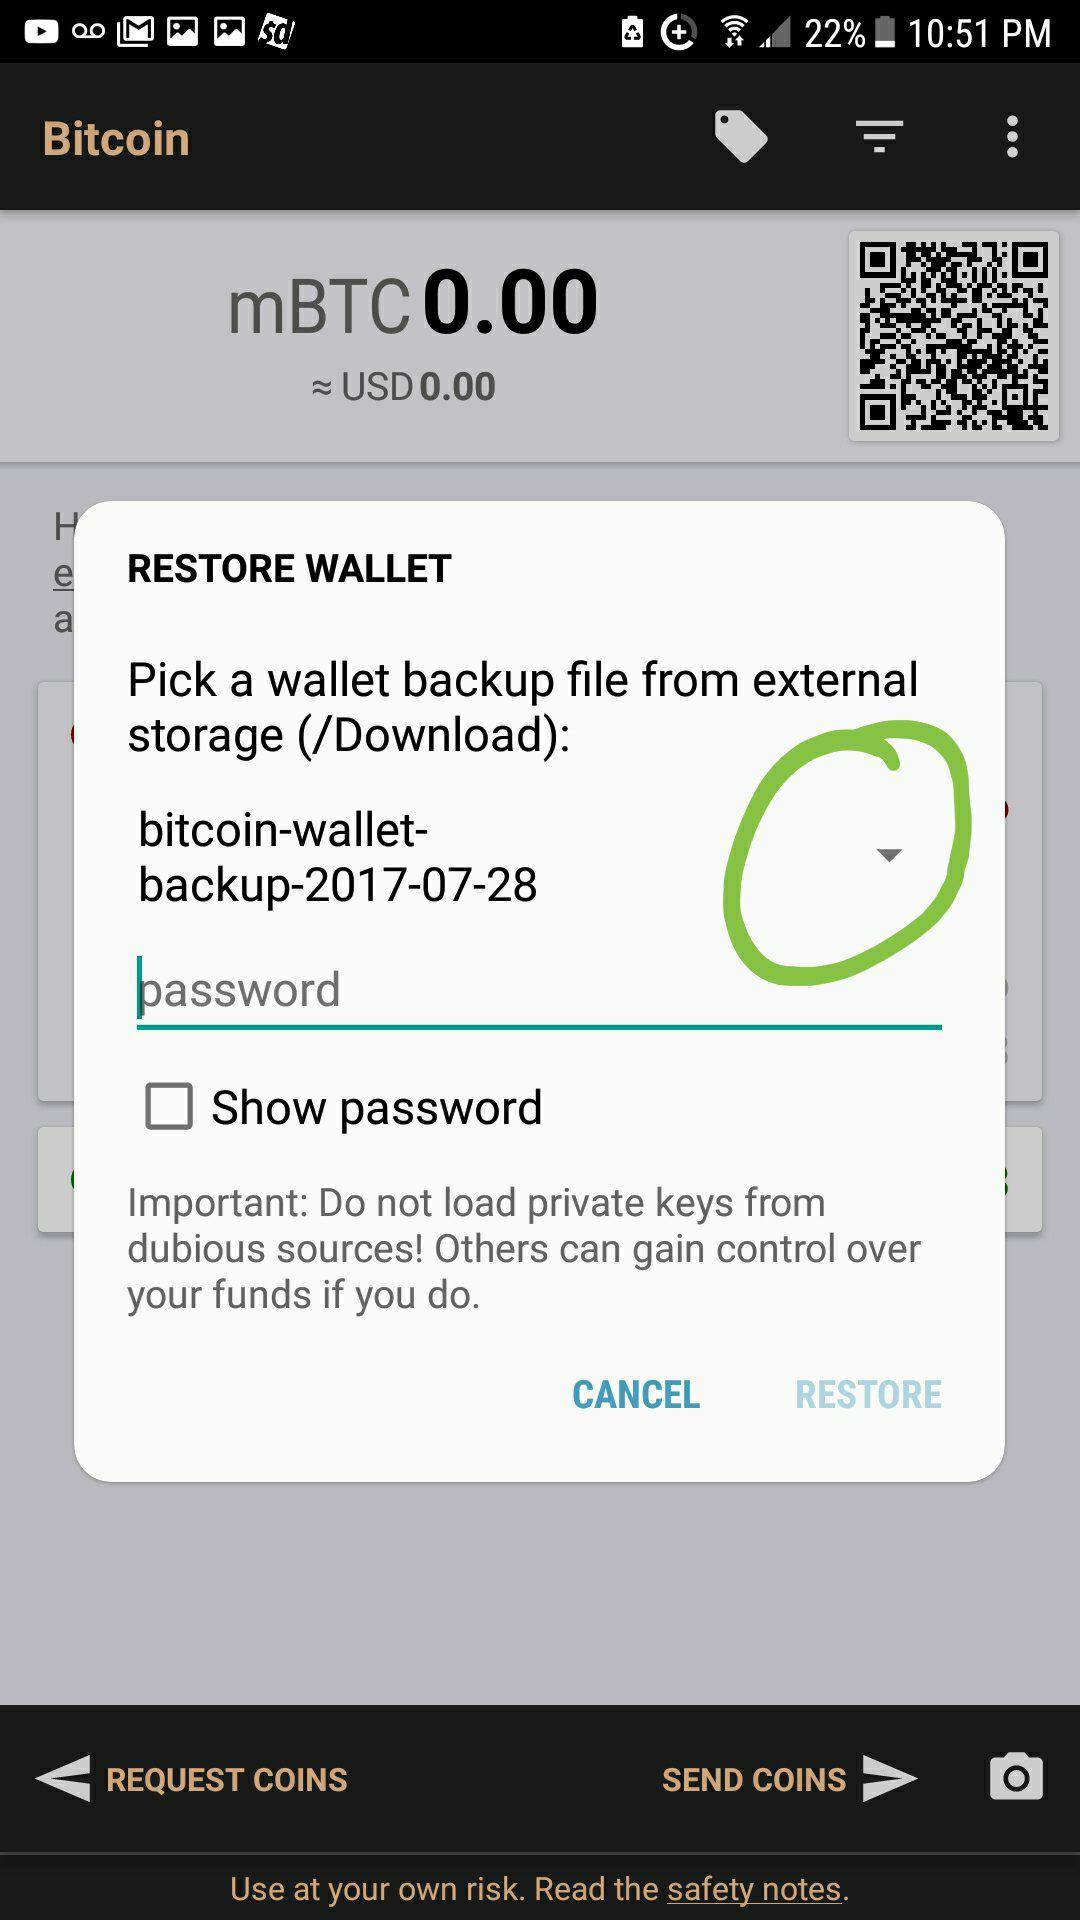 22% 10:51 PM
Bitcoin
mBTC 0.00
≈ USD 0.00
H
e
a
RESTORE WALLET
Pick a wallet backup file from external
storage (/Download):
bitcoin-wallet-
backup-2017-07-28
password
Show password
Important: Do not load private keys from
dubious sources! Others can gain control over
your funds if you do.
CANCEL RESTORE
REQUEST COINS SEND COINS
Use at your own risk. Read the safety notes.